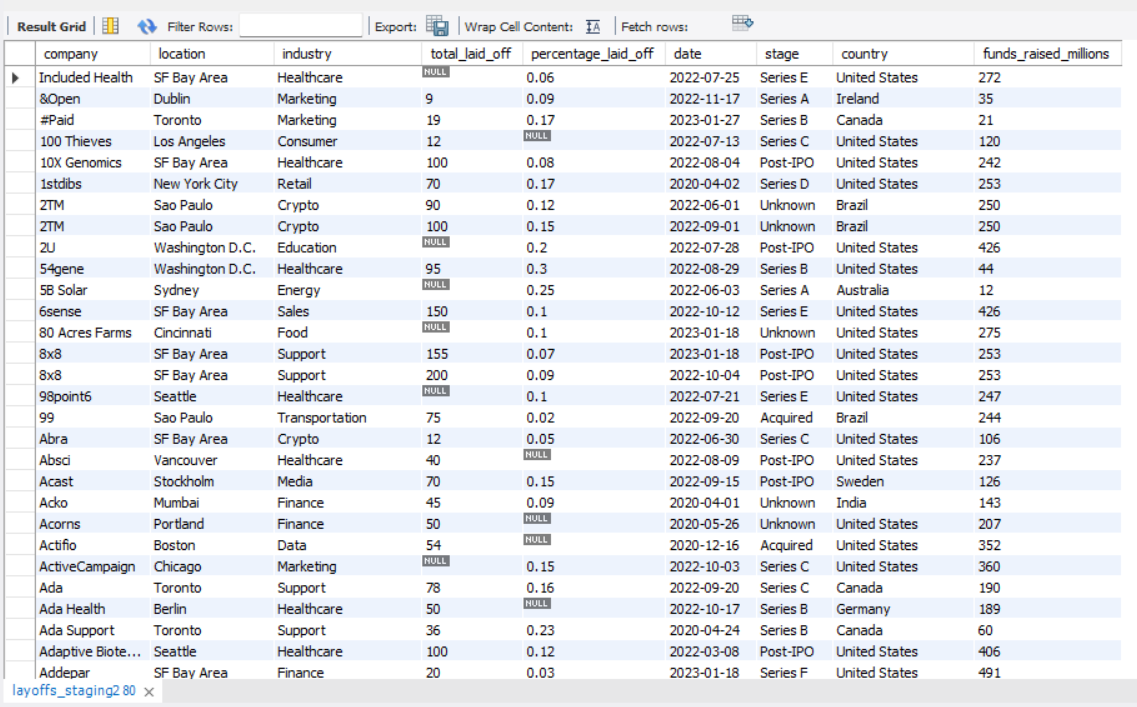 Result Grid Filter Rows: Export: Wrap Cell Content: IA Fetch rows:
company location industry total_laid_off percentage_laid_off date stage country funds_raised_millions
Included Health SF Bay Area Healthcare NULL 0.06 2022-07-25 Series E United States 272
&Open Dublin Marketing 9 0.09 2022-11-17 Series A Ireland 35
#Paid Toronto Marketing 19 0.17 2023-01-27 Series B Canada 21
100 Thieves Los Angeles Consumer 12 NULL 2022-07-13 Series C United States 120
10X Genomics SF Bay Area Healthcare 100 0.08 2022-08-04 Post-IPO United States 242
1stdibs New York City Retail 70 0.17 2020-04-02 Series D United States 253
2TM Sao Paulo Crypto 90 0.12 2022-06-01 Unknown Brazil 250
2TM Sao Paulo Crypto 100 0.15 2022-09-01 Unknown Brazil 250
2U Washington D.C. Education NULL 0.2 2022-07-28 Post-IPO United States 426
54gene Washington D.C. Healthcare 95 0.3 2022-08-29 Series B United States 44
5B Solar Sydney Energy NULL 0.25 2022-06-03 Series A Australia 12
6sense SF Bay Area Sales 150 0.1 2022-10-12 Series E United States 426
80 Acres Farms Cincinnati Food NULL 0.1 2023-01-18 Unknown United States 275
8x8 SF Bay Area Support 155 0.07 2023-01-18 Post-IPO United States 253
8x8 SF Bay Area Support 200 0.09 2022-10-04 Post-IPO United States 253
98point6 Seattle Healthcare NULL 0.1 2022-07-21 Series E United States 247
99 Sao Paulo Transportation 75 0.02 2022-09-20 Acquired Brazil 244
Abra SF Bay Area Crypto 12 0.05 2022-06-30 Series C United States 106
Absci Vancouver Healthcare 40 NULL 2022-08-09 Post-IPO United States 237
Acast Stockholm Media 70 0.15 2022-09-15 Post-IPO Sweden 126
Acko Mumbai Finance 45 0.09 2020-04-01 Unknown India 143
Acorns Portland Finance 50 NULL 2020-05-26 Unknown United States 207
Actifio Boston Data 54 NULL 2020-12-16 Acquired United States 352
ActiveCampaign Chicago Marketing NULL 0.15 2022-10-03 Series C United States 360
Ada Toronto Support 78 0.16 2022-09-20 Series C Canada 190
Ada Health Berlin Healthcare 50 NULL 2022-10-17 Series B Germany 189
Ada Support Toronto Support 36 0.23 2020-04-24 Series B Canada 60
Adaptive Biote... Seattle Healthcare 100 0.12 2022-03-08 Post-IPO United States 406
Addepar SF Bay Area Finance 20 0.03 2023-01-18 Series F United States 491
layoffs_staging2 80